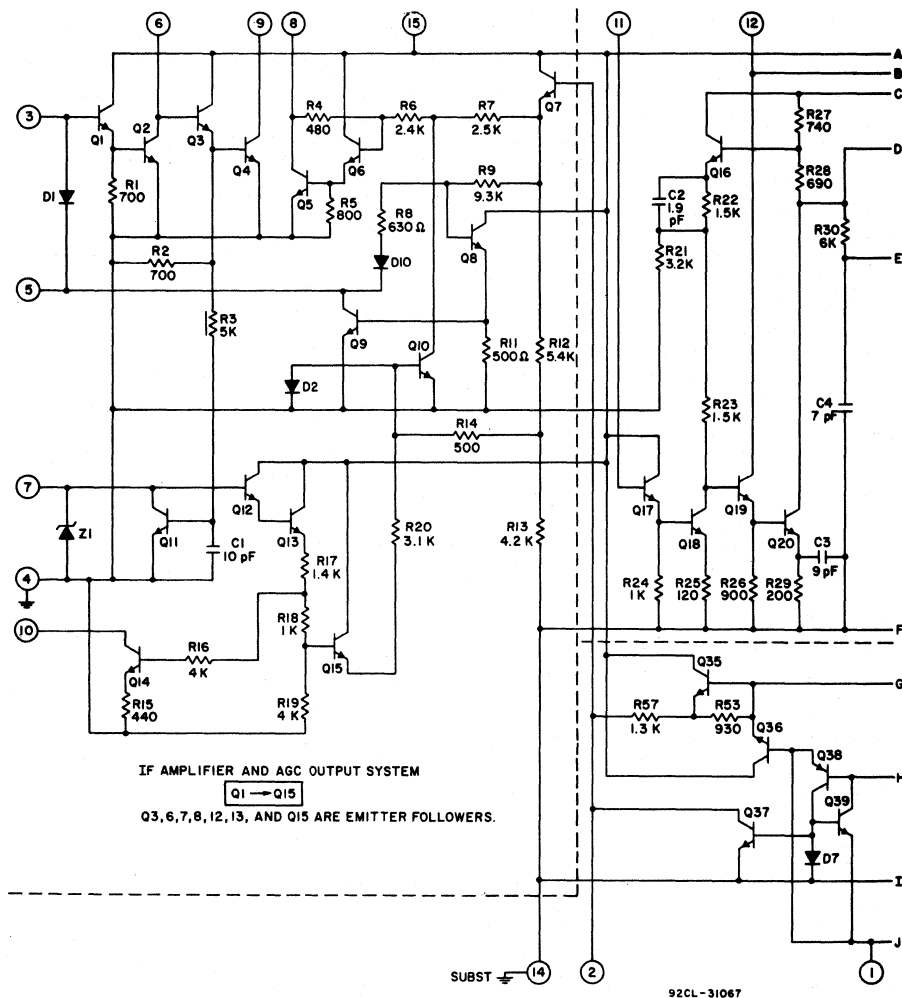 6
9
8
15
11
12
A
B
3
Q1
Q2
Q3
Q4
R4
480
R6
2.4K
R7
2.5K
Q7
C
R27
740
D
Q6
Q5
R5
800
R1
700
D1
R9
9.3K
R8
630Ω
Q8
D10
Q16
C2
1.9
pF
R22
1.5K
R28
690
R30
6K
R21
3.2K
E
R2
700
5
R3
5K
Q9
Q10
R11
500Ω
R12
5.4K
D2
R23
1.5K
C4
7 pF
R14
500
7
Z1
Q11
C1
10 pF
Q12
Q13
R20
3.1 K
R13
4.2 K
Q17
Q18
Q19
Q20
C3
9 pF
R17
1.4 K
R24
1 K
R25
120
R26
900
R29
200
4
R18
1 K
10
F
Q14
R16
4K
Q15
R15
440
R19
4 K
Q35
G
R57
1.3 K
R53
930
Q36
Q38
H
Q39
Q37
D7
I
J
IF AMPLIFIER AND AGC OUTPUT SYSTEM
Q1 → Q15
Q3,6,7,8,12,13, AND Q15 ARE EMITTER FOLLOWERS.
SUBST
14
2
1
92CL-31067